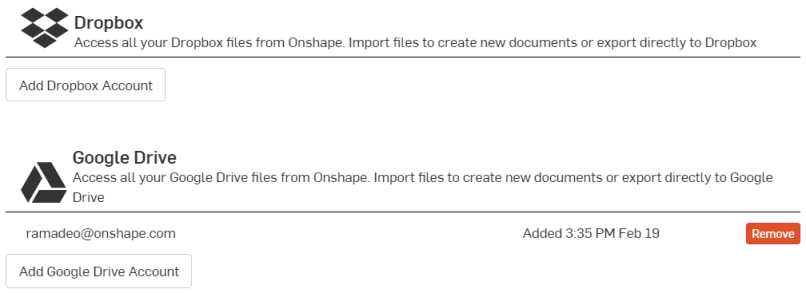 Dropbox
Access all your Dropbox files from Onshape. Import files to create new documents or export directly to Dropbox
Add Dropbox Account
Google Drive
Access all your Google Drive files from Onshape. Import files to create new documents or export directly to Google
Drive
ramadeo@onshape.com Added 3:35 PM Feb 19 Remove
Add Google Drive Account